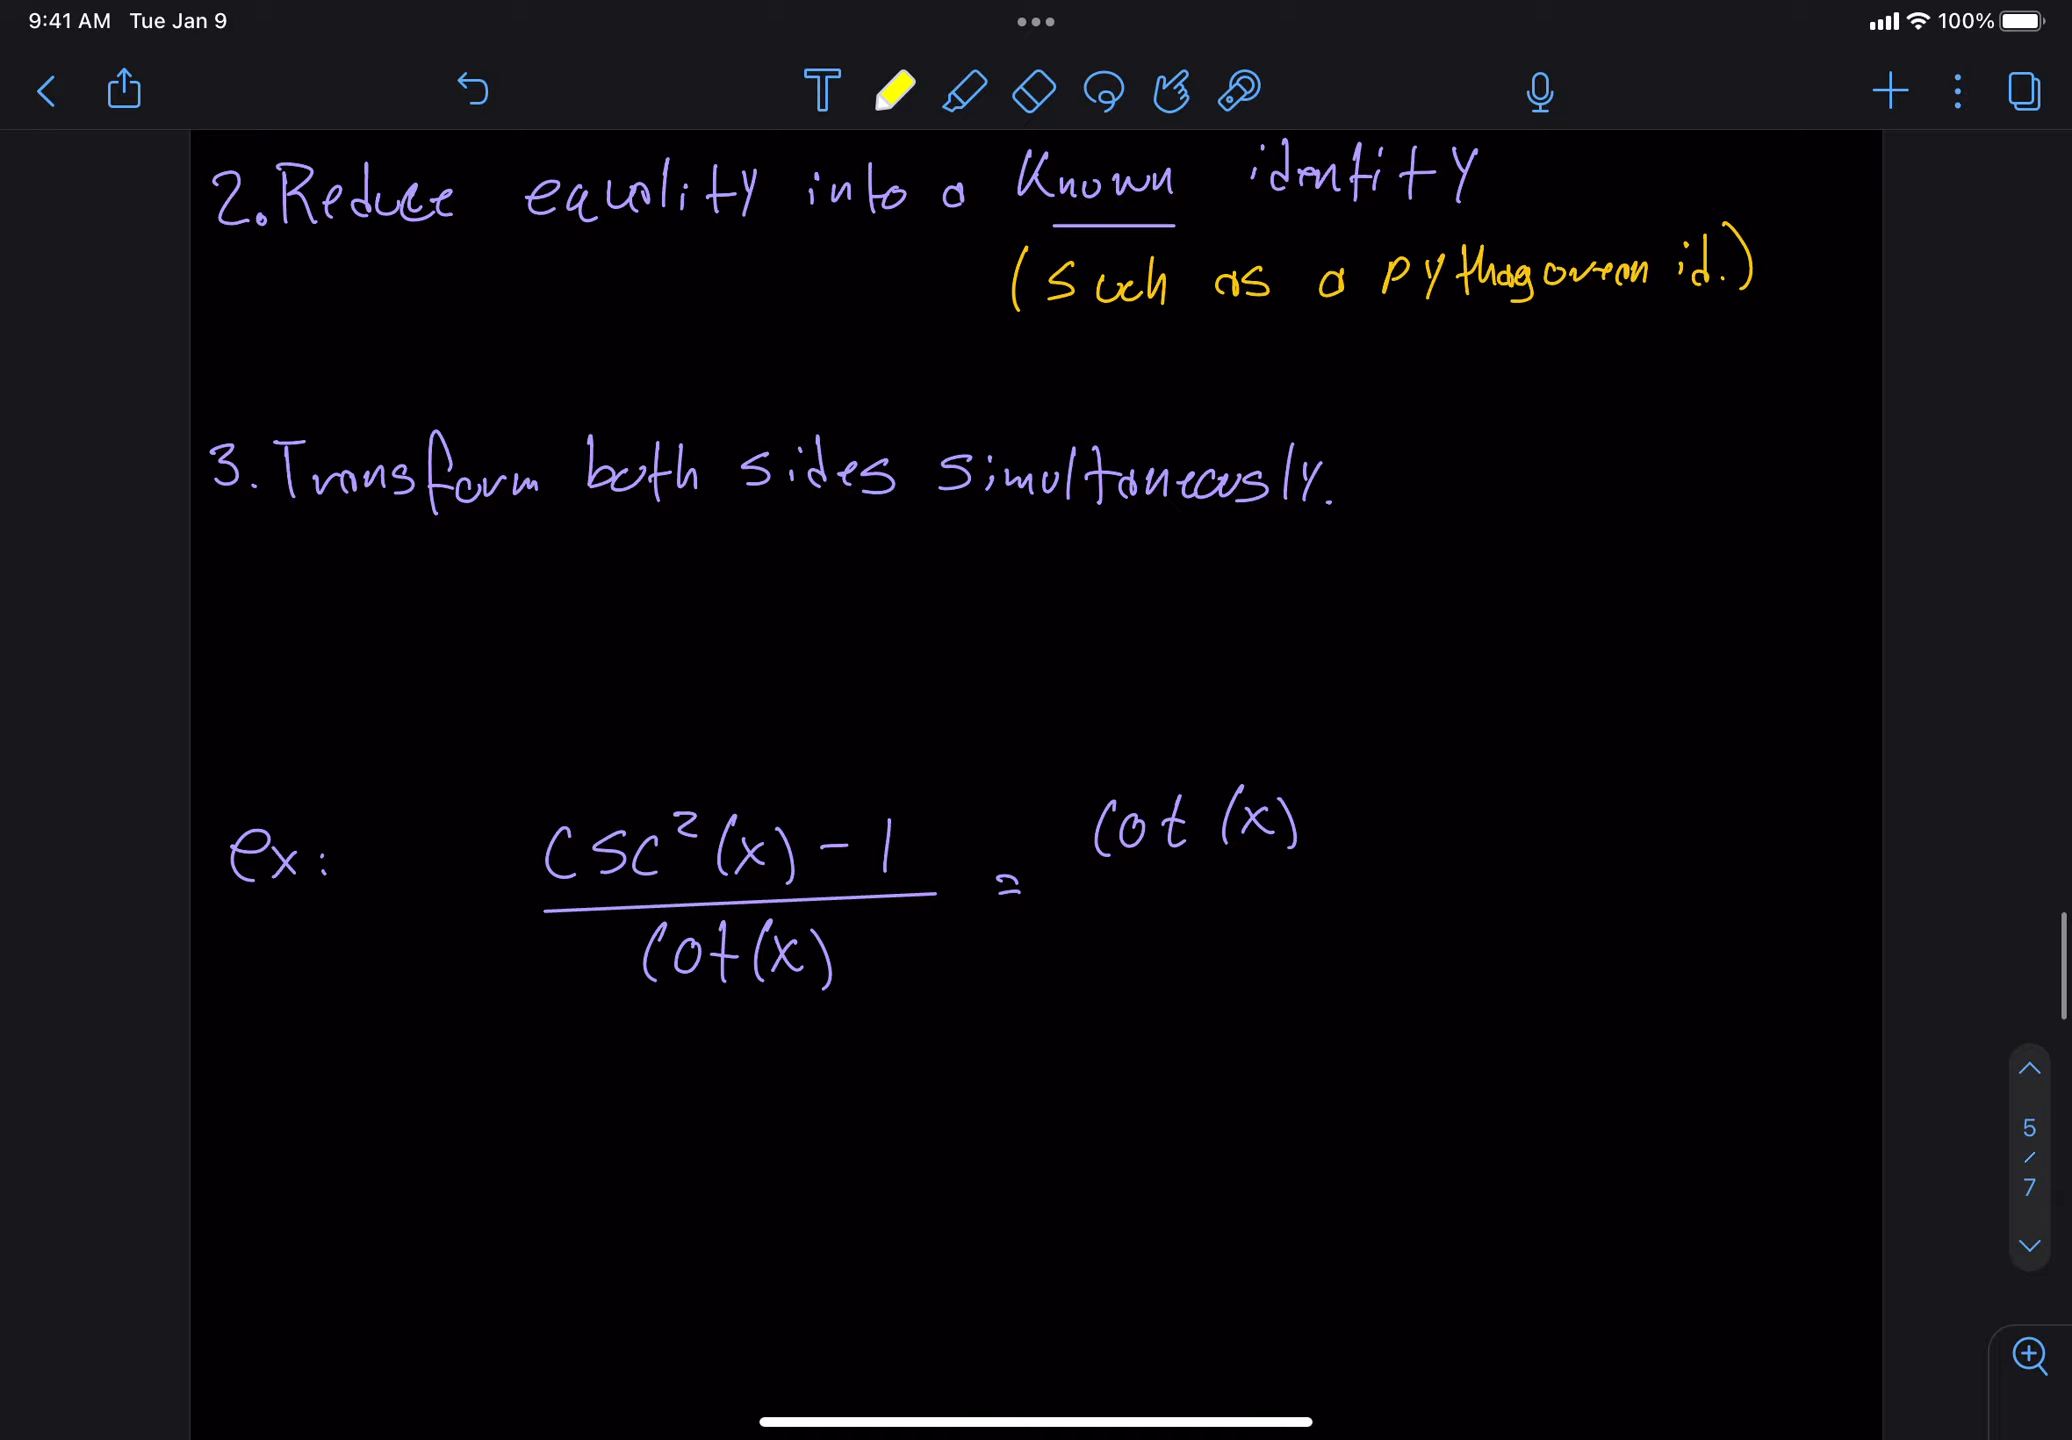 9:41 AM Tue Jan 9
100%
2. Reduce equality into a known identity
(such as a pythagorean id.)
3. Transform both sides simultaneously.
ex: csc²(x) - 1 = cot(x)
cot(x)
5
/
7